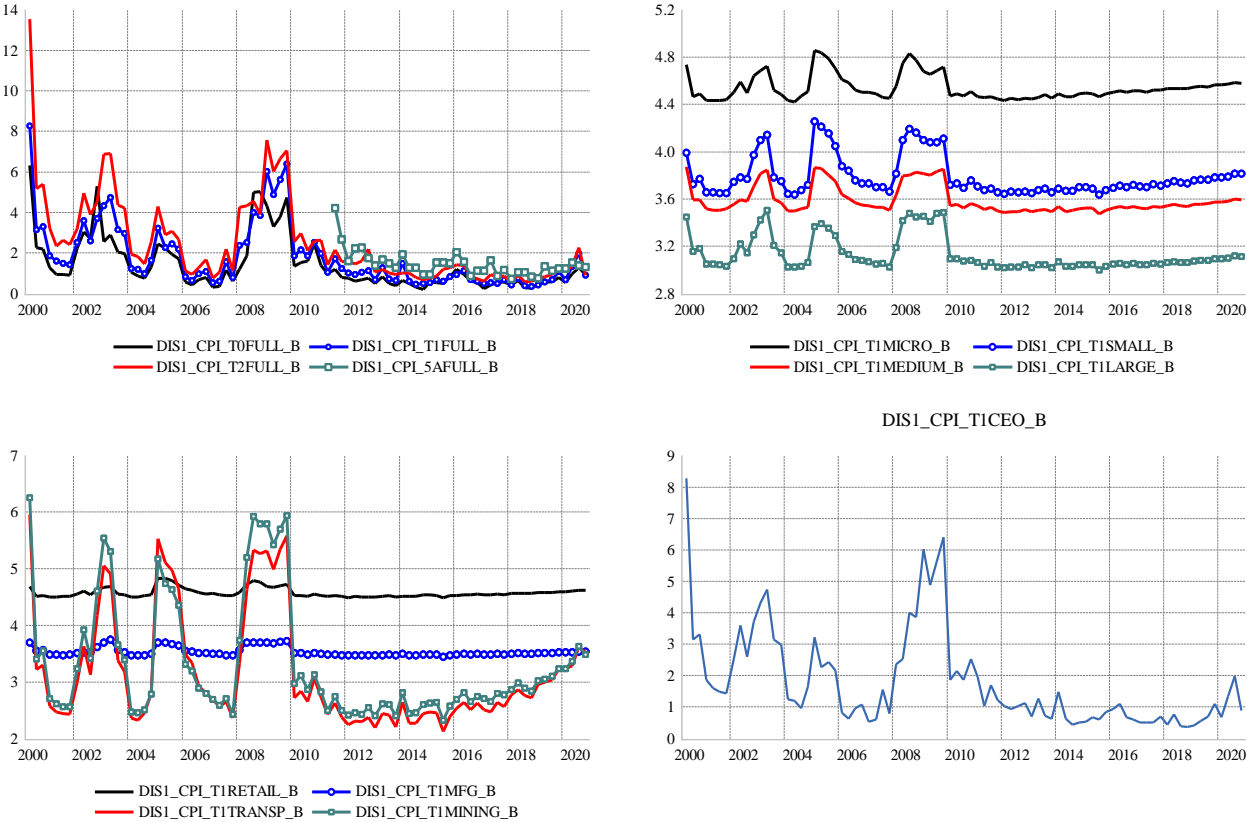 14
12
10
8
6
4
2
0
2000 2002 2004 2006 2008 2010 2012 2014 2016 2018 2020
DIS1_CPI_T0FULL_B DIS1_CPI_T1FULL_B
DIS1_CPI_T2FULL_B DIS1_CPI_5AFULL_B
5.2
4.8
4.4
4.0
3.6
3.2
2.8
2000 2002 2004 2006 2008 2010 2012 2014 2016 2018 2020
DIS1_CPI_T1MICRO_B DIS1_CPI_T1SMALL_B
DIS1_CPI_T1MEDIUM_B DIS1_CPI_T1LARGE_B
7
6
5
4
3
2
2000 2002 2004 2006 2008 2010 2012 2014 2016 2018 2020
DIS1_CPI_T1RETAIL_B DIS1_CPI_T1MFG_B
DIS1_CPI_T1TRANSP_B DIS1_CPI_T1MINING_B
DIS1_CPI_T1CEO_B
9
8
7
6
5
4
3
2
1
0
2000 2002 2004 2006 2008 2010 2012 2014 2016 2018 2020